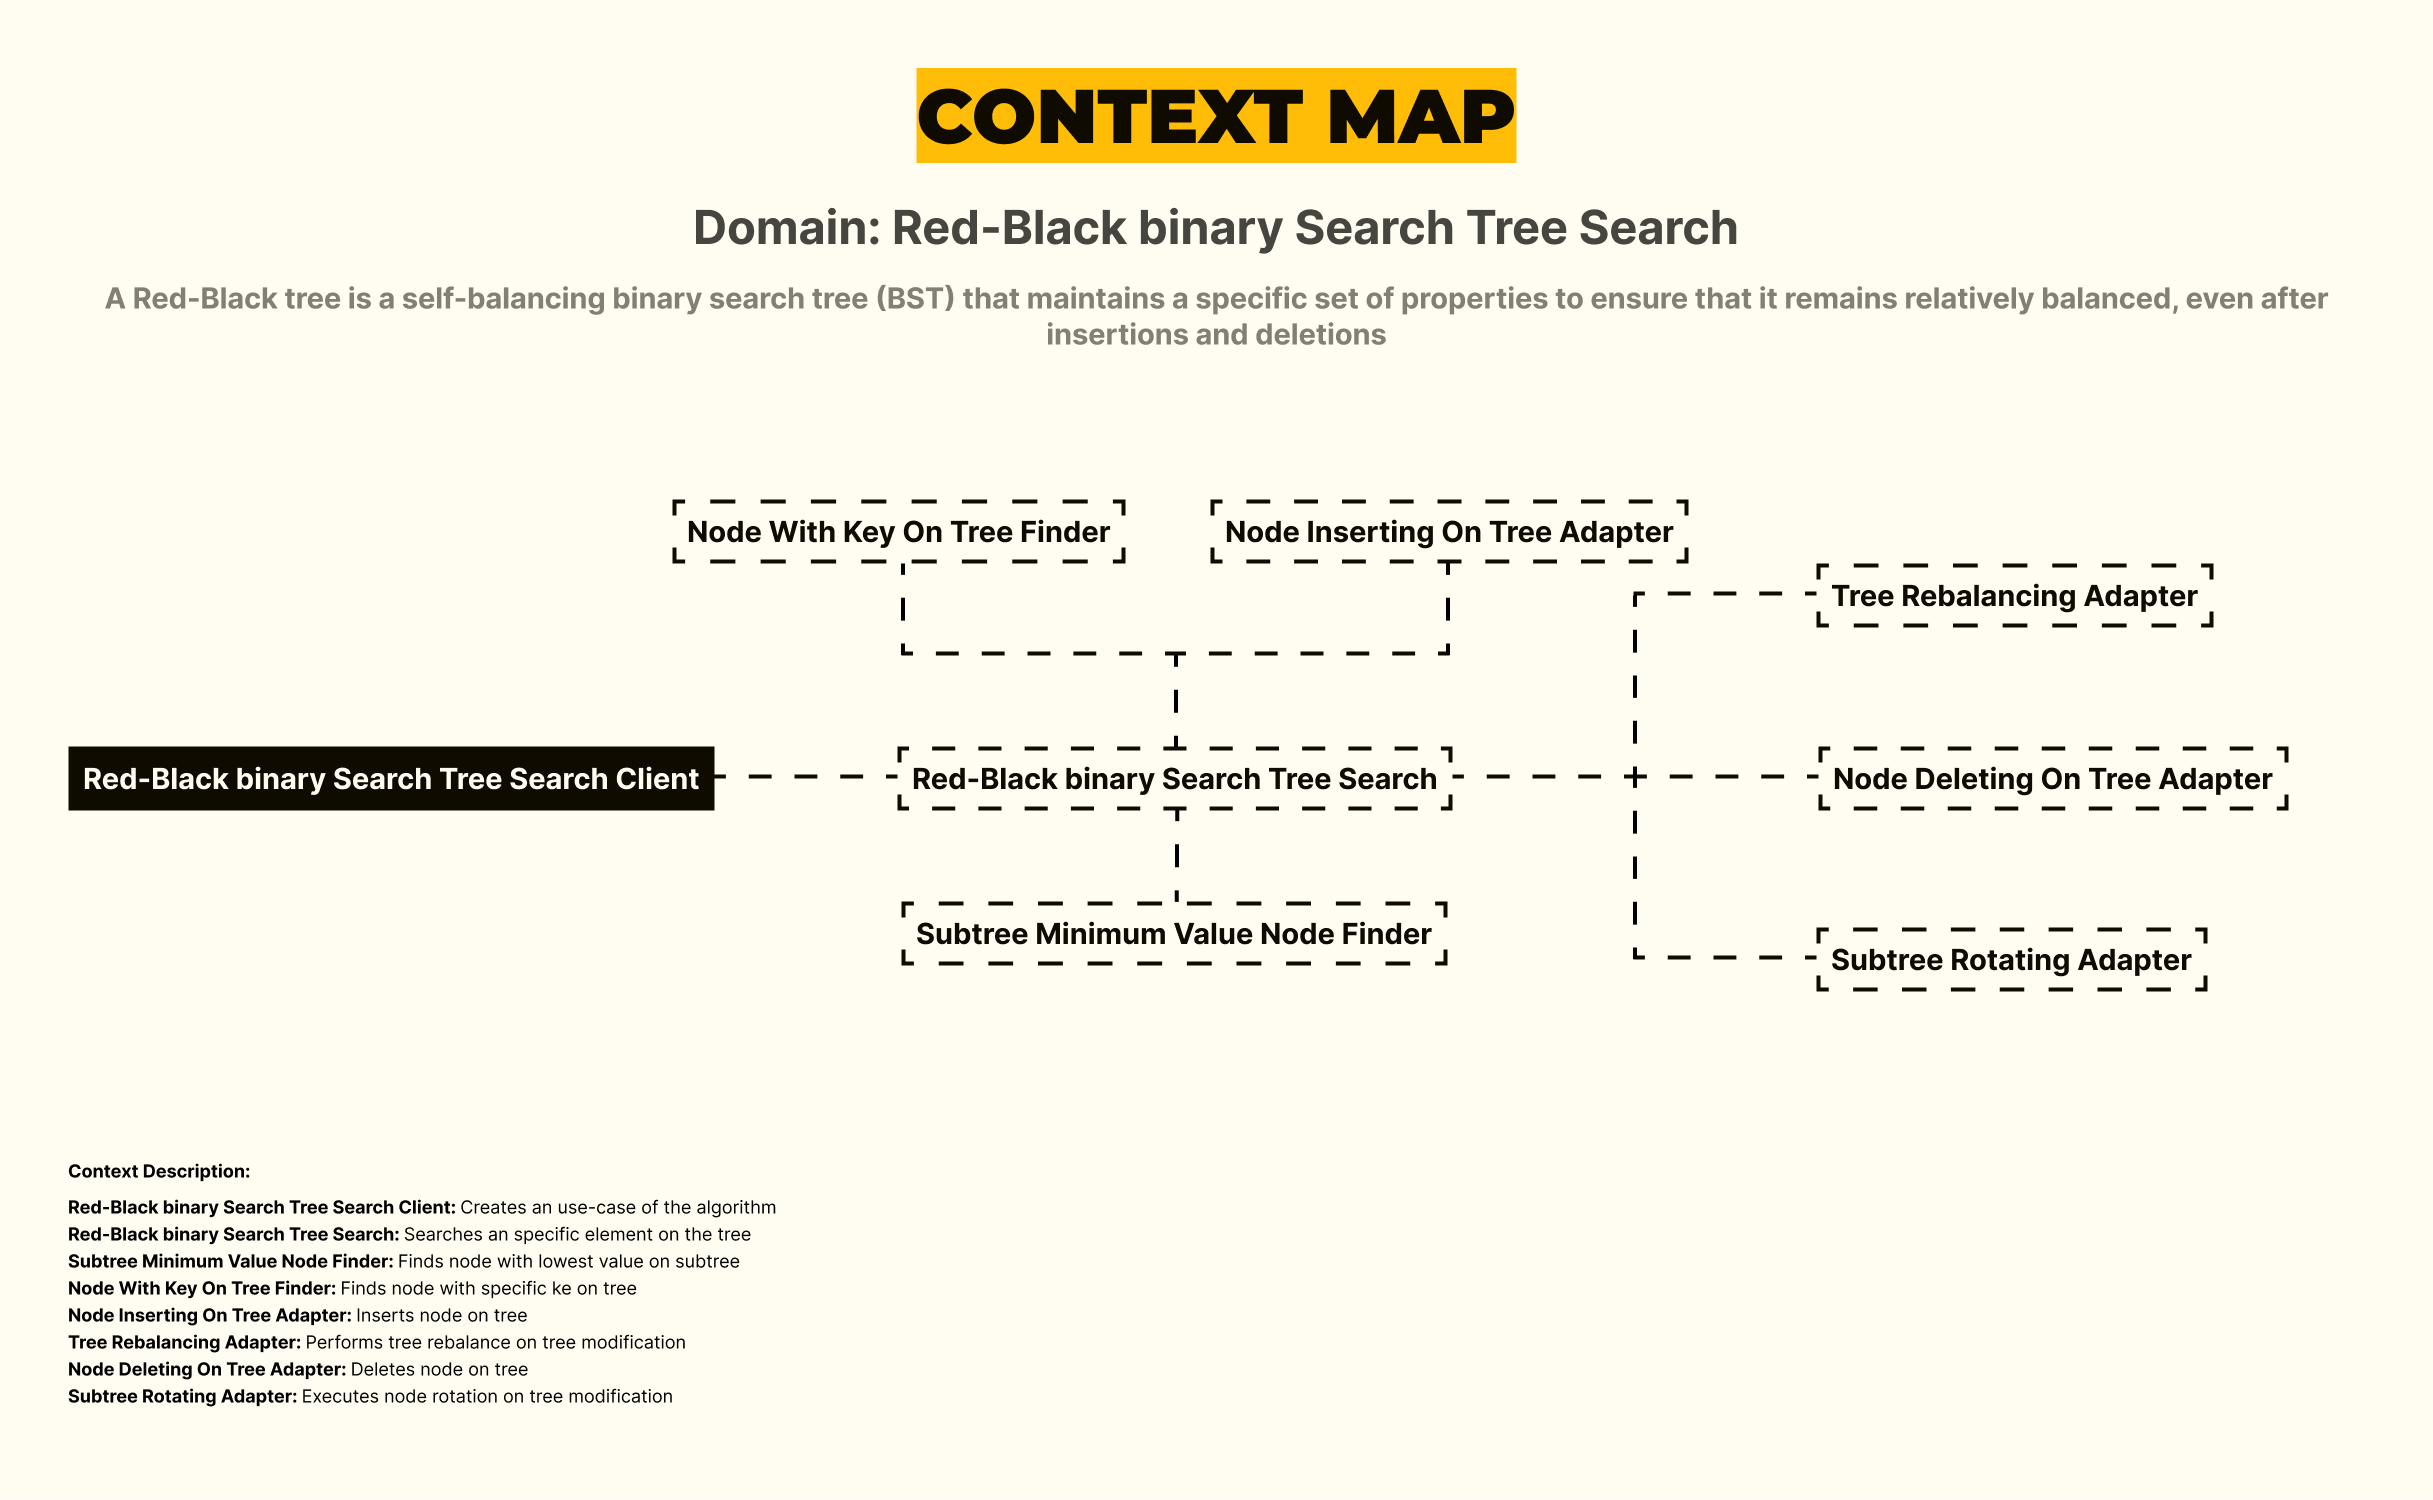 CONTEXT MAP
Domain: Red-Black binary Search Tree Search
A Red-Black tree is a self-balancing binary search tree (BST) that maintains a specific set of properties to ensure that it remains relatively balanced, even after
insertions and deletions
Node With Key On Tree Finder
Node Inserting On Tree Adapter
Tree Rebalancing Adapter
Red-Black binary Search Tree Search Client
Red-Black binary Search Tree Search
Node Deleting On Tree Adapter
Subtree Minimum Value Node Finder
Subtree Rotating Adapter
Context Description:
Red-Black binary Search Tree Search Client: Creates an use-case of the algorithm
Red-Black binary Search Tree Search: Searches an specific element on the tree
Subtree Minimum Value Node Finder: Finds node with lowest value on subtree
Node With Key On Tree Finder: Finds node with specific ke on tree
Node Inserting On Tree Adapter: Inserts node on tree
Tree Rebalancing Adapter: Performs tree rebalance on tree modification
Node Deleting On Tree Adapter: Deletes node on tree
Subtree Rotating Adapter: Executes node rotation on tree modification